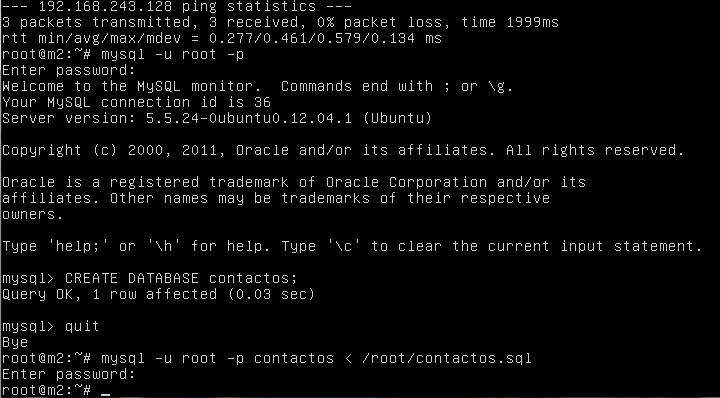 --- 192.168.243.128 ping statistics ---
3 packets transmitted, 3 received, 0% packet loss, time 1999ms
rtt min/avg/max/mdev = 0.277/0.461/0.579/0.134 ms
root@m2:~# mysql -u root -p
Enter password:
Welcome to the MySQL monitor.  Commands end with ; or \g.
Your MySQL connection id is 36
Server version: 5.5.24-0ubuntu0.12.04.1 (Ubuntu)
Copyright (c) 2000, 2011, Oracle and/or its affiliates. All rights reserved.
Oracle is a registered trademark of Oracle Corporation and/or its
affiliates. Other names may be trademarks of their respective
owners.
Type 'help;' or '\h' for help. Type '\c' to clear the current input statement.
mysql> CREATE DATABASE contactos;
Query OK, 1 row affected (0.03 sec)
mysql> quit
Bye
root@m2:~# mysql -u root -p contactos < /root/contactos.sql
Enter password:
root@m2:~# _